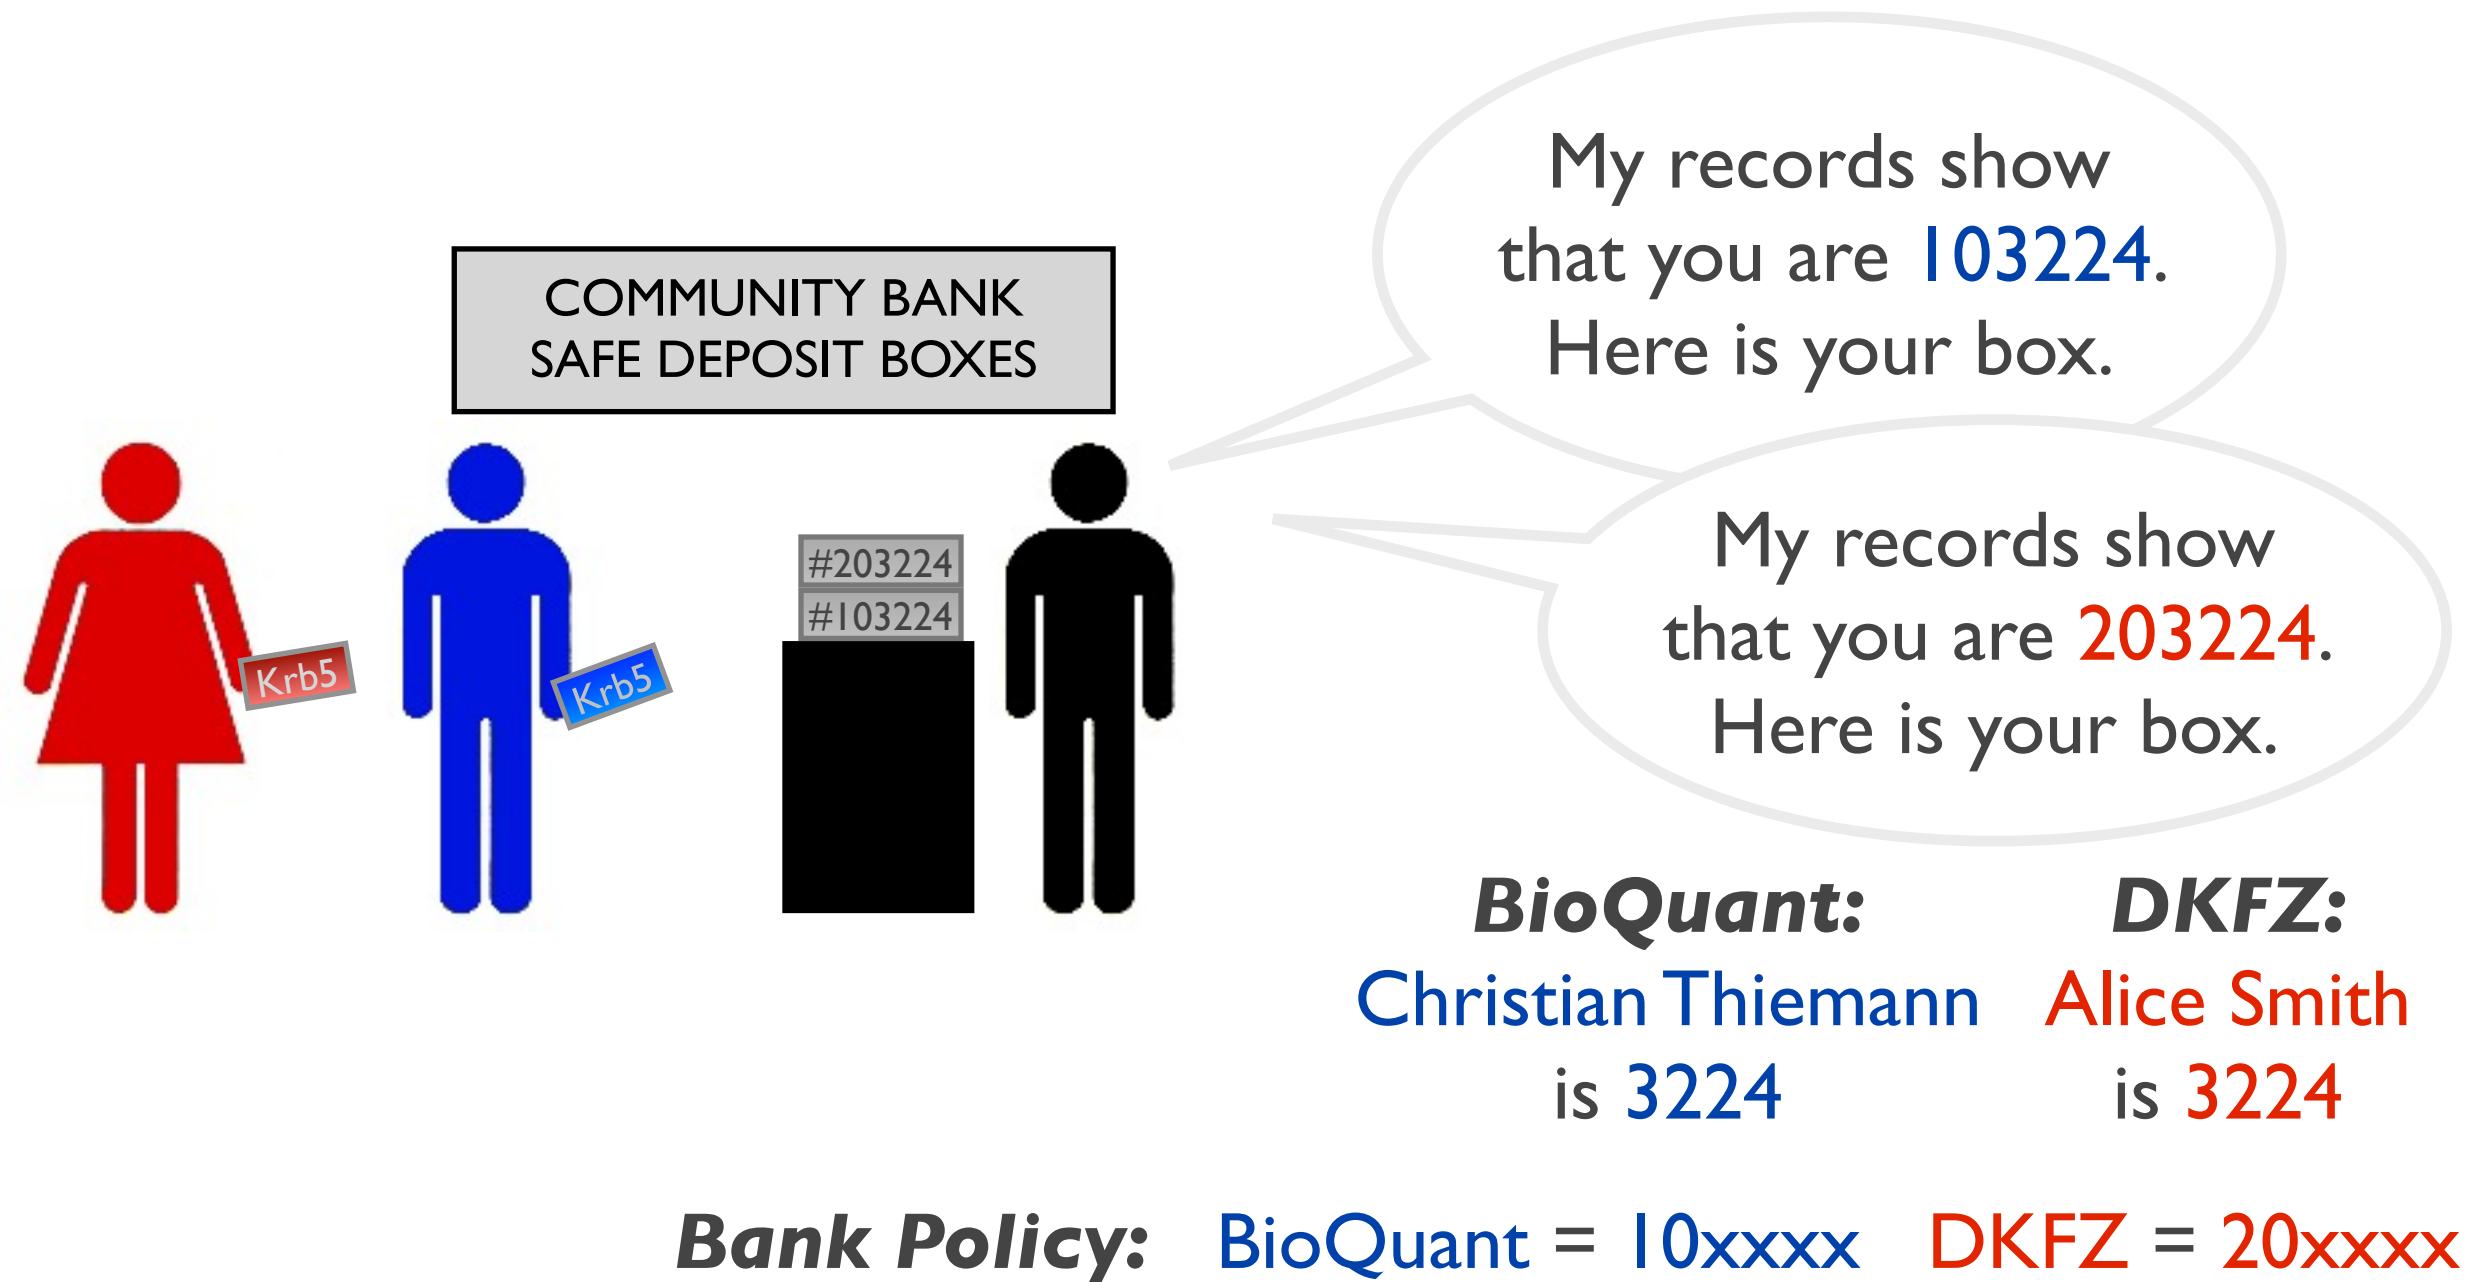 My records show
that you are 103224.
Here is your box.
COMMUNITY BANK
SAFE DEPOSIT BOXES
My records show
that you are 203224.
Here is your box.
#203224
#103224
Krb5
Krb5
BioQuant:
Christian Thiemann
is 3224
DKFZ:
Alice Smith
is 3224
Bank Policy: BioQuant = 10xxxx DKFZ = 20xxxx